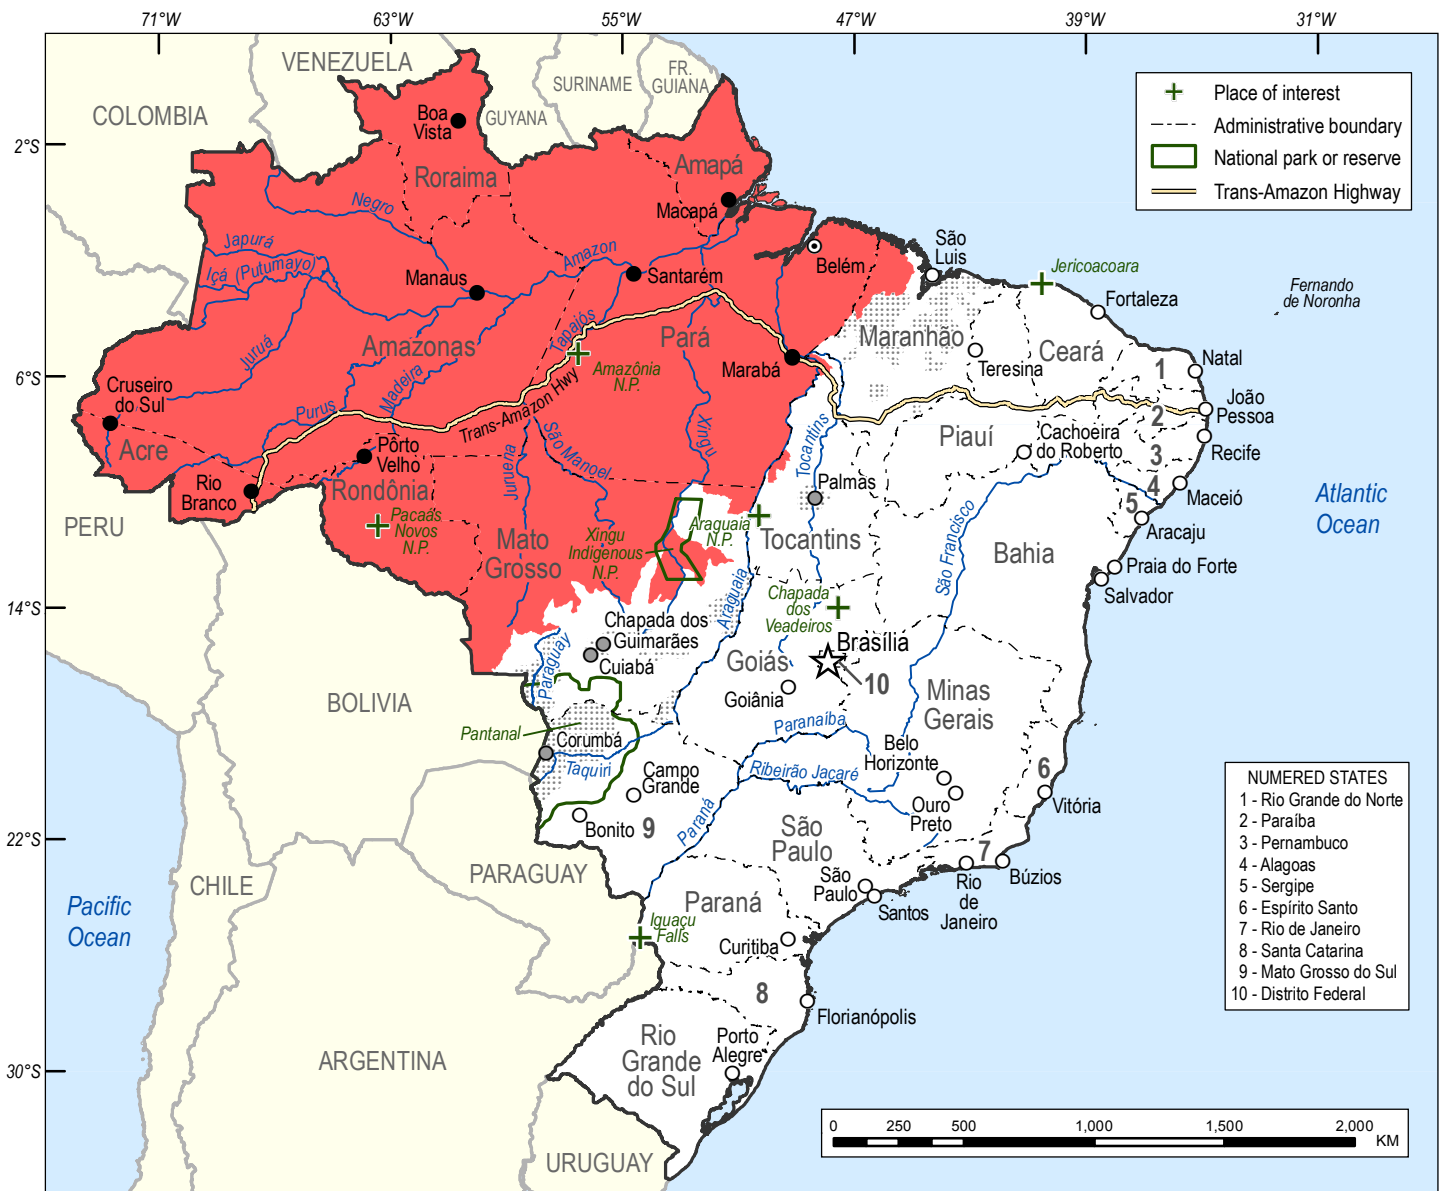 71°W
63°W
55°W
47°W
39°W
31°W
2°S
6°S
14°S
22°S
30°S
VENEZUELA
COLOMBIA
SURINAME
FR.
GUIANA
GUYANA
PERU
BOLIVIA
CHILE
PARAGUAY
ARGENTINA
URUGUAY
Pacific
Ocean
Atlantic
Ocean
Place of interest
Administrative boundary
National park or reserve
Trans-Amazon Highway
Boa
Vista
Roraima
Amapá
Macapá
Negro
Japurá
Içá (Putumayo)
Amazon
Manaus
Santarém
Belém
São
Luis
Jericoacoara
Fortaleza
Fernando
de Noronha
Juruá
Amazonas
Madeira
Tapajós
Pará
Amazônia
N.P.
Marabá
Maranhão
Teresina
Ceará
1
Natal
Cruseiro
do Sul
Purus
Trans-Amazon Hwy
João
Pessoa
2
Acre
Rio
Branco
Pôrto
Velho
Rondônia
Juruena
São Manoel
Xingu
Tocantins
Piauí
Cachoeira
do Roberto
3
Recife
4
Maceió
5
Aracaju
Palmas
Pacaás
Novos
N.P.
Mato
Grosso
Xingu
Indigenous
N.P.
Araguaia
N.P.
Tocantins
São Francisco
Bahia
Praia do Forte
Salvador
Araguaia
Chapada
dos
Veadeiros
Chapada dos
Guimarães
Cuiabá
Paraguay
Goiás
Brasília
10
Goiânia
Minas
Gerais
Pantanal
Corumbá
Taquiri
Paranaíba
Belo
Horizonte
Ribeirão Jacaré
Campo
Grande
Ouro
Preto
6
Vitória
Bonito
9
Paraná
São
Paulo
7
Búzios
São
Paulo
Santos
Rio
de
Janeiro
Paraná
Iguaçu
Falls
Curitiba
8
Florianópolis
Rio
Grande
do Sul
Porto
Alegre
NUMERED STATES
1 - Rio Grande do Norte
2 - Paraíba
3 - Pernambuco
4 - Alagoas
5 - Sergipe
6 - Espírito Santo
7 - Rio de Janeiro
8 - Santa Catarina
9 - Mato Grosso do Sul
10 - Distrito Federal
0 250 500 1,000 1,500 2,000
KM